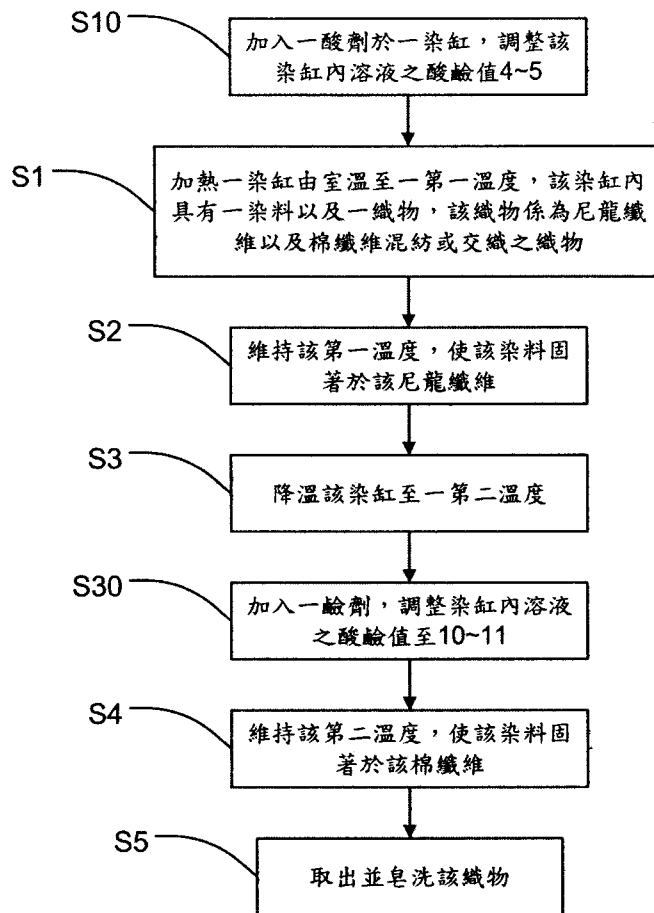 S10
加入一酸劑於一染缸，調整該
染缸內溶液之酸鹼值4~5
S1
加熱一染缸由室溫至一第一溫度，該染缸內
具有一染料以及一織物，該織物係為尼龍纖
維以及棉纖維混紡或交織之織物
S2
維持該第一溫度，使該染料固
著於該尼龍纖維
S3
降溫該染缸至一第二溫度
S30
加入一鹼劑，調整染缸內溶液
之酸鹼值至10~11
S4
維持該第二溫度，使該染料固
著於該棉纖維
S5
取出並皂洗該織物